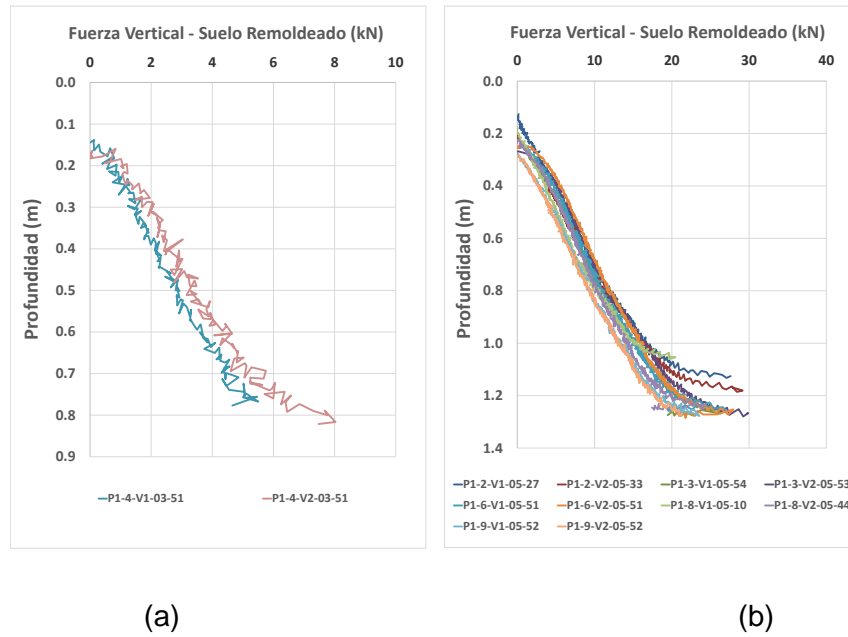 Fuerza Vertical - Suelo Remoldeado (kN)
0 2 4 6 8 10
0.0
0.1
0.2
0.3
0.4
0.5
0.6
0.7
0.8
0.9
Profundidad (m)
P1-4-V1-03-51 P1-4-V2-03-51
(a)
Fuerza Vertical - Suelo Remoldeado (kN)
0 10 20 30 40
0.0
0.2
0.4
0.6
0.8
1.0
1.2
1.4
Profundidad (m)
P1-2-V1-05-27 P1-2-V2-05-33 P1-3-V1-05-54 P1-3-V2-05-53
P1-6-V1-05-51 P1-6-V2-05-51 P1-8-V1-05-10 P1-8-V2-05-44
P1-9-V1-05-52 P1-9-V2-05-52
(b)